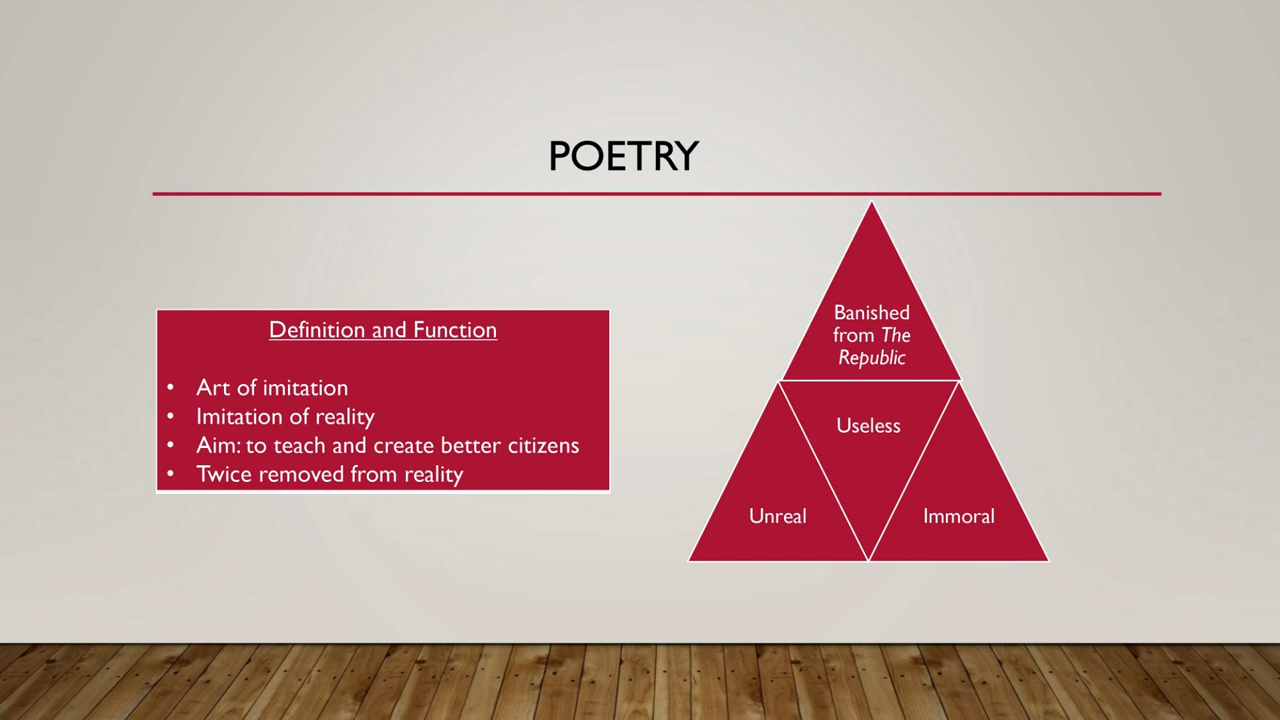 POETRY
Definition and Function
• Art of imitation
• Imitation of reality
• Aim: to teach and create better citizens
• Twice removed from reality
Banished
from The
Republic
Useless
Unreal
Immoral